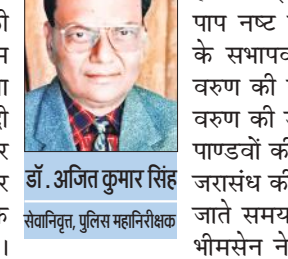 की
म
डॉ. अजित कुमार सिंह
सेवानिवृत्त, पुलिस महानिरीक्षक
पाप नष्ट
के सभापव
वरुण की
वरुण की
पाण्डवों की
जरासंध की
जाते समय
भीमसेन ने